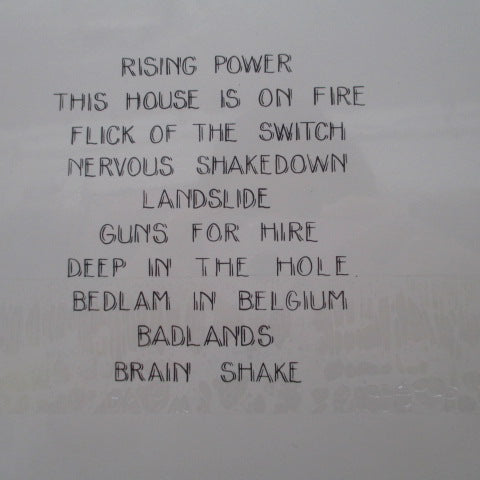 RISING POWER
THIS HOUSE IS ON FIRE
FLICK OF THE SWITCH
NERVOUS SHAKEDOWN
LANDSLIDE
GUNS FOR HIRE
DEEP IN THE HOLE
BEDLAM IN BELGIUM
BADLANDS
BRAIN SHAKE